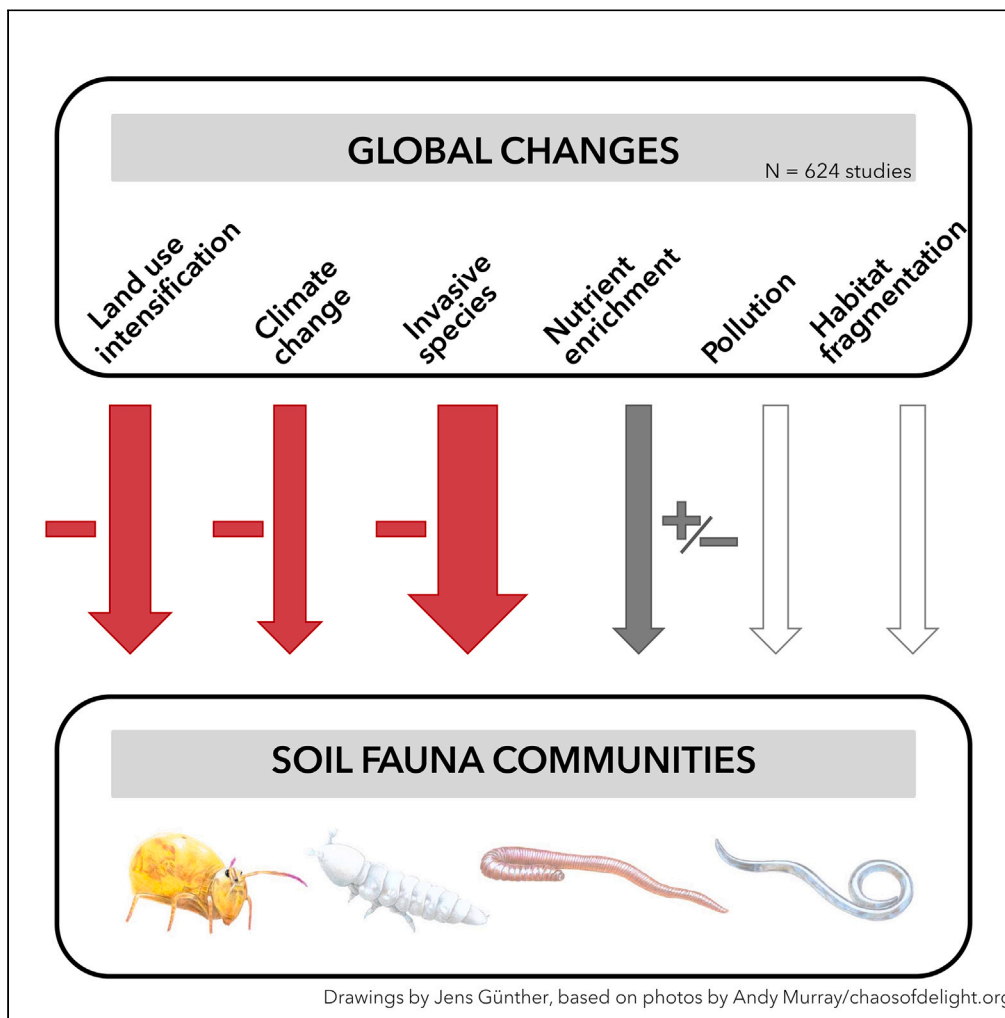 GLOBAL CHANGES
N = 624 studies
Land use
intensification
Climate
change
Invasive
species
Nutrient
enrichment
Pollution
Habitat
fragmentation
+/-
SOIL FAUNA COMMUNITIES
Drawings by Jens Günther, based on photos by Andy Murray/chaosofdelight.org